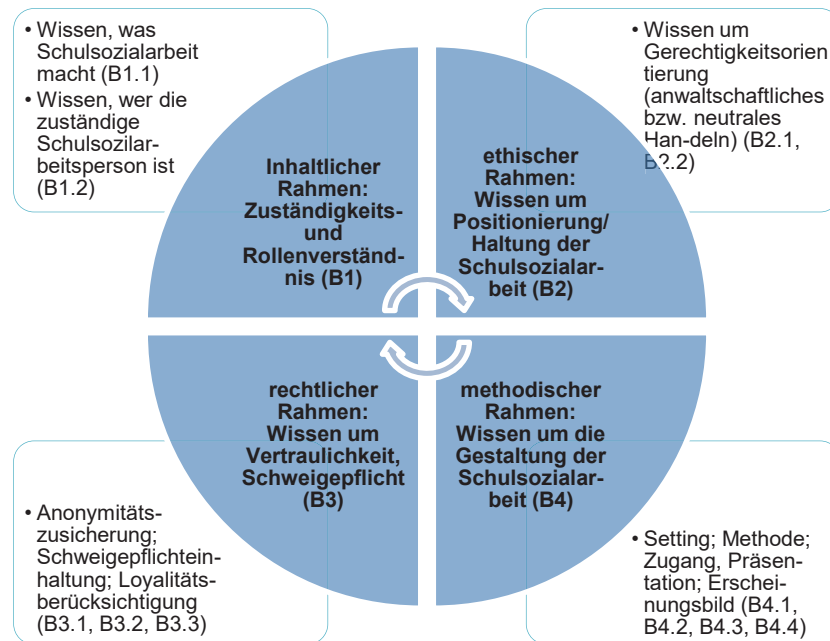 • Wissen, was
Schulsozialarbeit
macht (B1.1)
• Wissen, wer die
zuständige
Schulsozilar-
beitsperson ist
(B1.2)
• Wissen um
Gerechtigkeitsorien
tierung
(anwaltschaftliches
bzw. neutrales
Han-deln) (B2.1,
B2.2)
Inhaltlicher
Rahmen:
Zuständigkeits-
und
Rollenverständ-
nis (B1)
ethischer
Rahmen:
Wissen um
Positionierung/
Haltung der
Schulsozialar-
beit (B2)
rechtlicher
Rahmen:
Wissen um
Vertraulichkeit,
Schweigepflicht
(B3)
methodischer
Rahmen:
Wissen um die
Gestaltung der
Schulsozialar-
beit (B4)
• Anonymitäts-
zusicherung;
Schweigepflichtein-
haltung; Loyalitäts-
berücksichtigung
(B3.1, B3.2, B3.3)
• Setting; Methode;
Zugang, Präsen-
tation; Erschei-
nungsbild (B4.1,
B4.2, B4.3, B4.4)